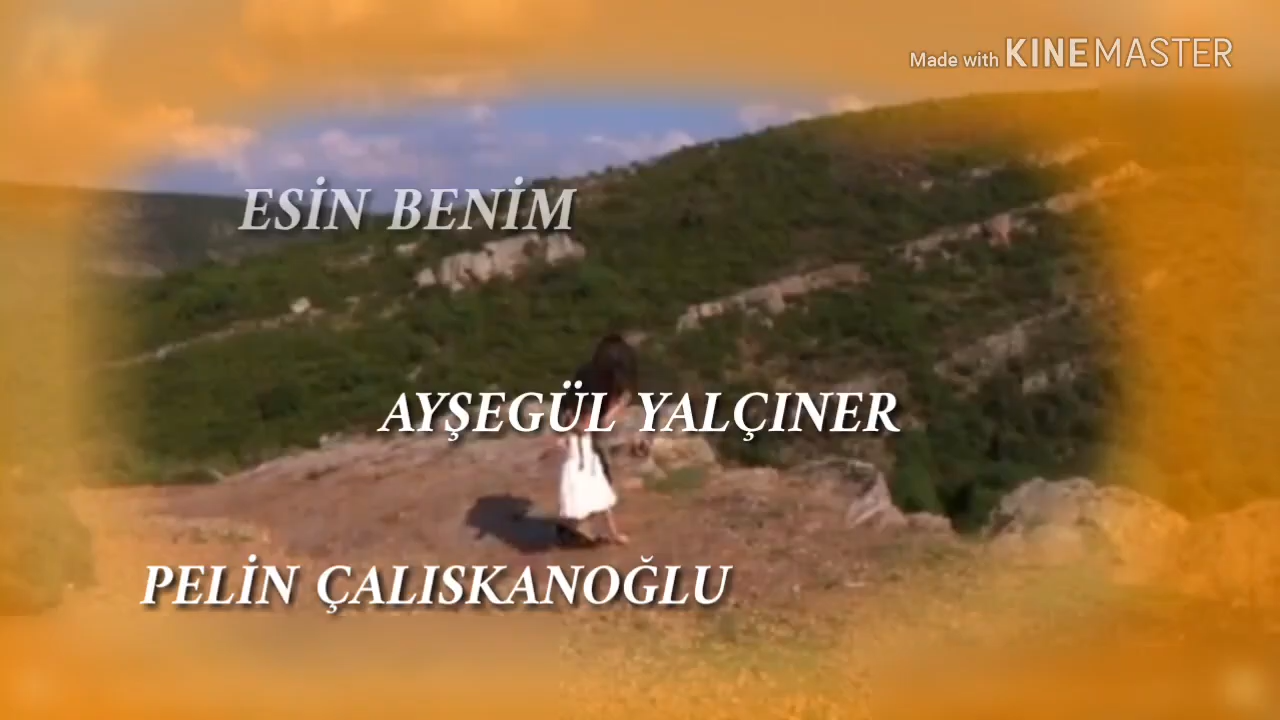 Made with KINEMASTER
ESİN BENİM
AYŞEGÜL YALÇINER
PELİN ÇALISKANOĞLU